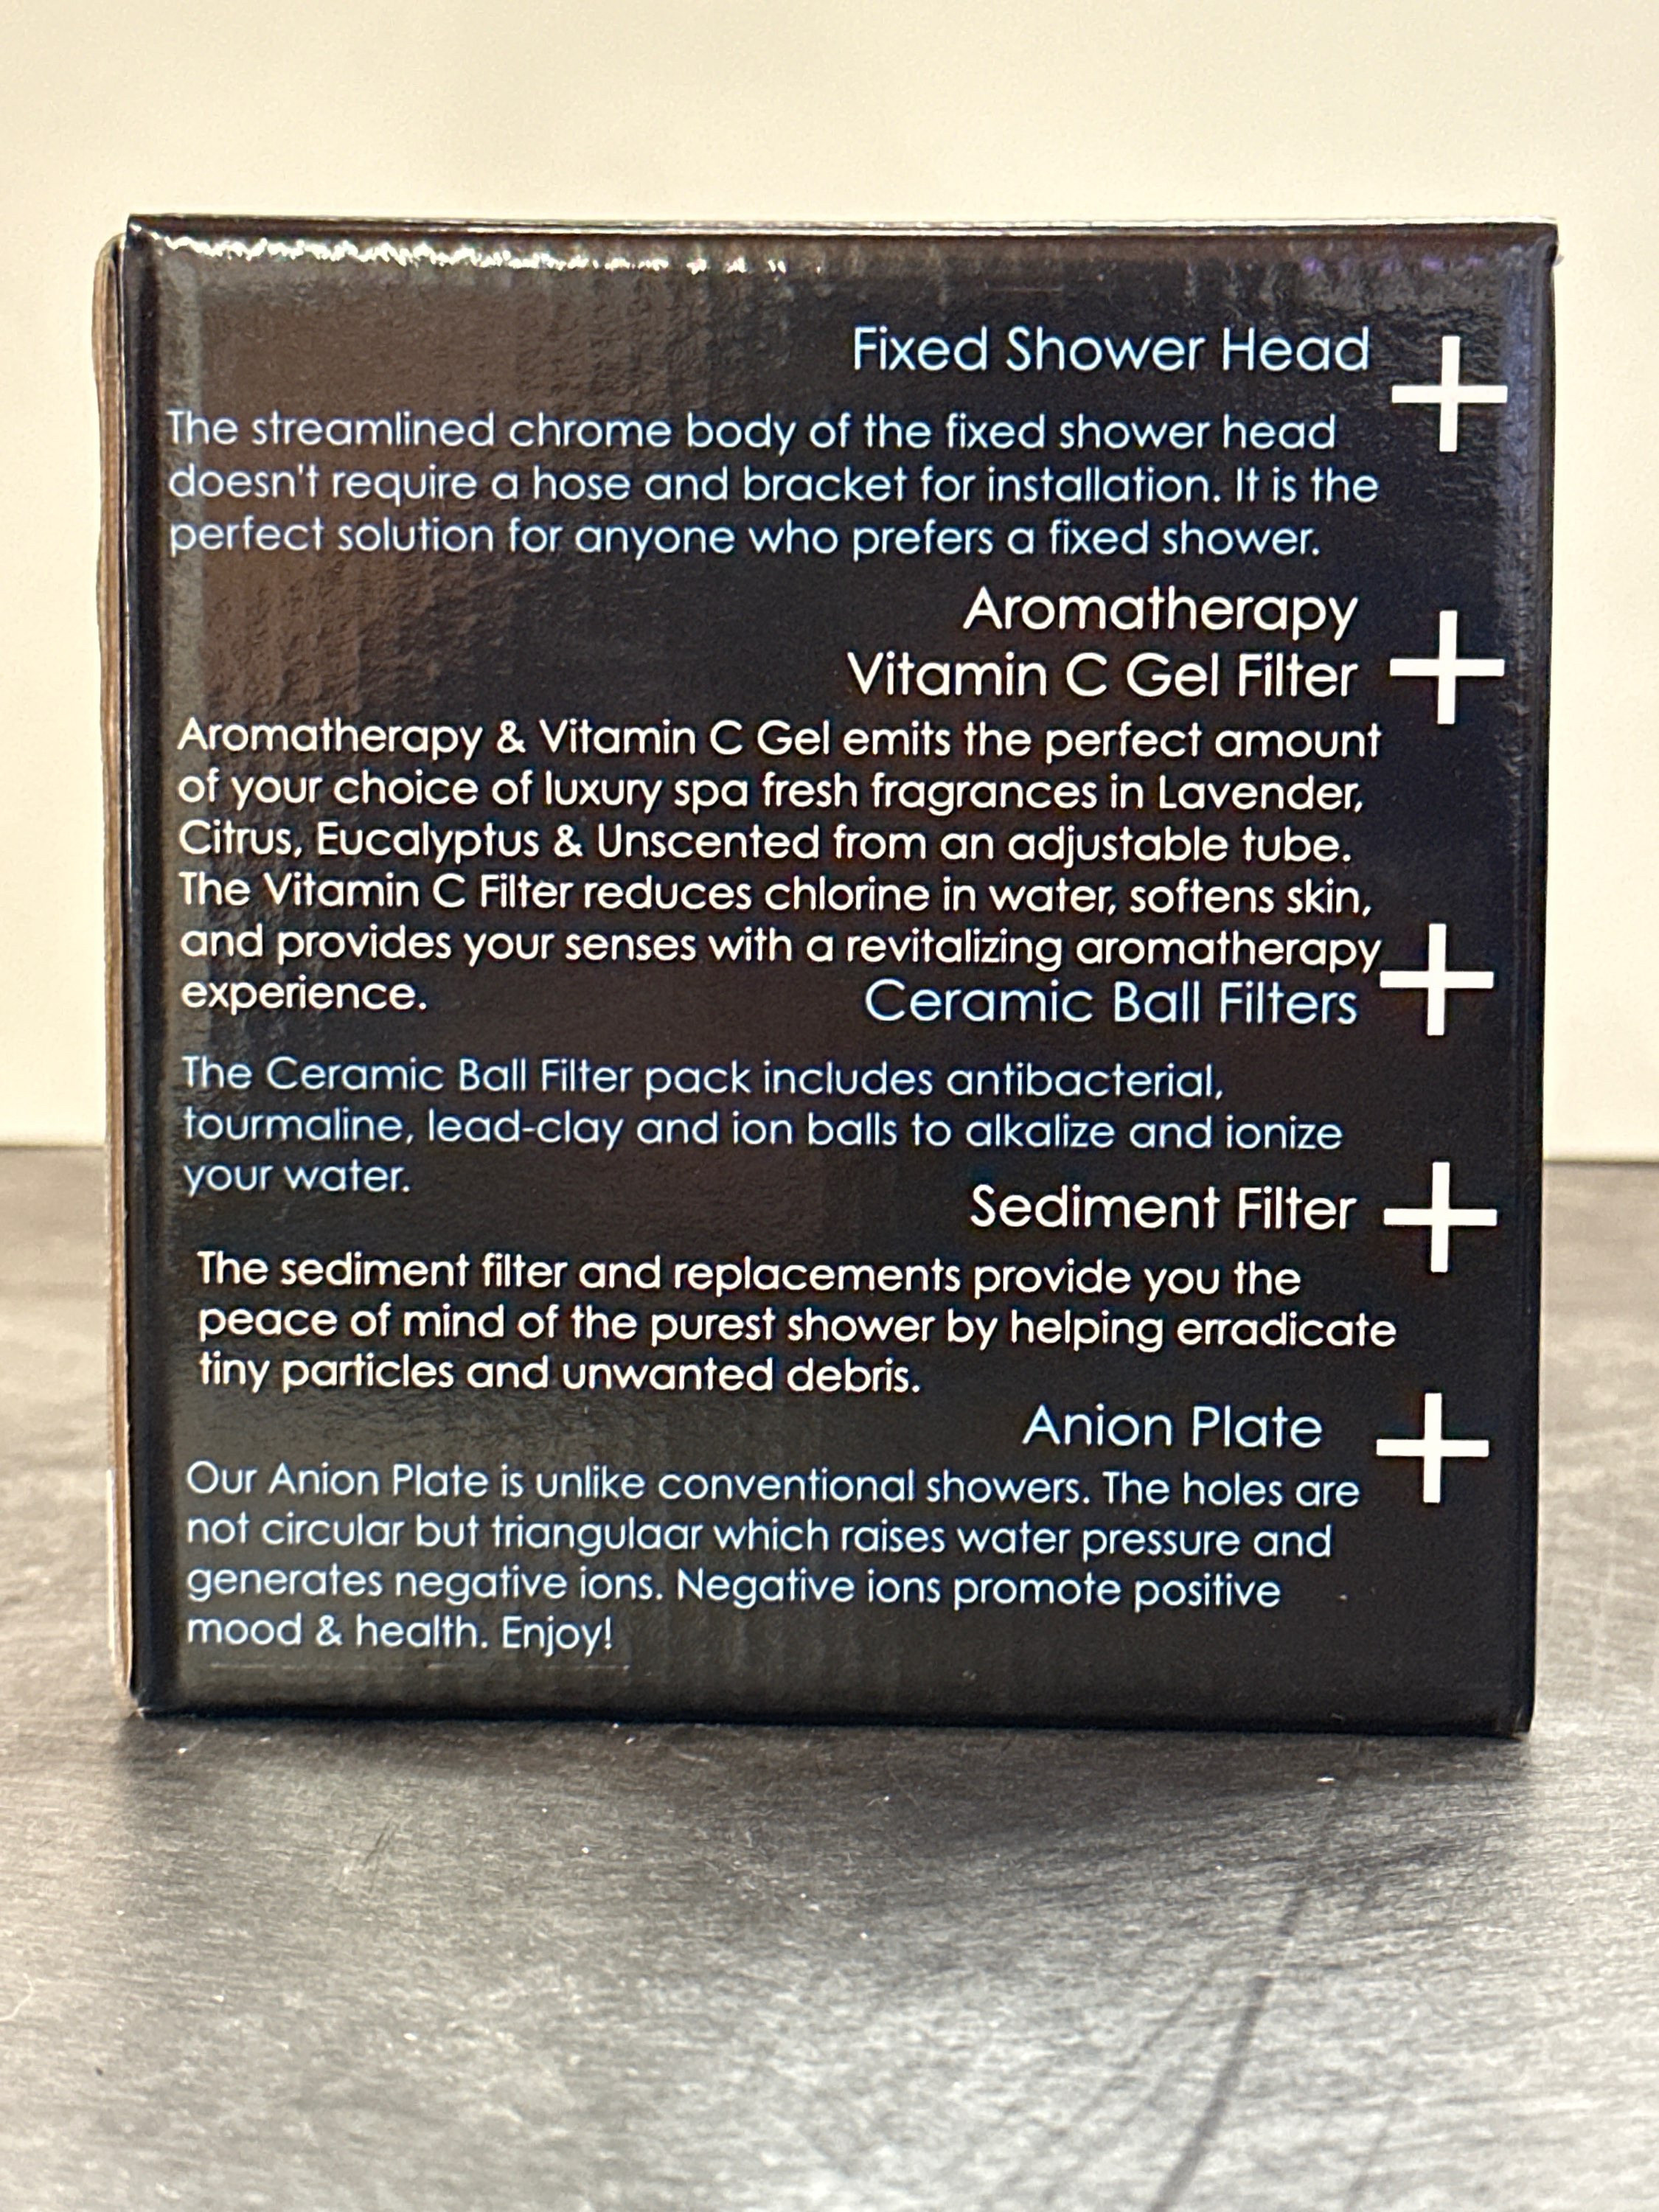 Fixed Shower Head
The streamlined chrome body of the fixed shower head
doesn't require a hose and bracket for installation. It is the
perfect solution for anyone who prefers a fixed shower.
Aromatherapy
Vitamin C Gel Filter
Aromatherapy & Vitamin C Gel emits the perfect amount
of your choice of luxury spa fresh fragrances in Lavender,
Citrus, Eucalyptus & Unscented from an adjustable tube.
The Vitamin C Filter reduces chlorine in water, softens skin,
and provides your senses with a revitalizing aromatherapy
experience.
Ceramic Ball Filters
The Ceramic Ball Filter pack includes antibacterial,
tourmaline, lead-clay and ion balls to alkalize and ionize
your water.
Sediment Filter
The sediment filter and replacements provide you the
peace of mind of the purest shower by helping erradicate
tiny particles and unwanted debris.
Anion Plate
Our Anion Plate is unlike conventional showers. The holes are
not circular but triangulaar which raises water pressure and
generates negative ions. Negative ions promote positive
mood & health. Enjoy!